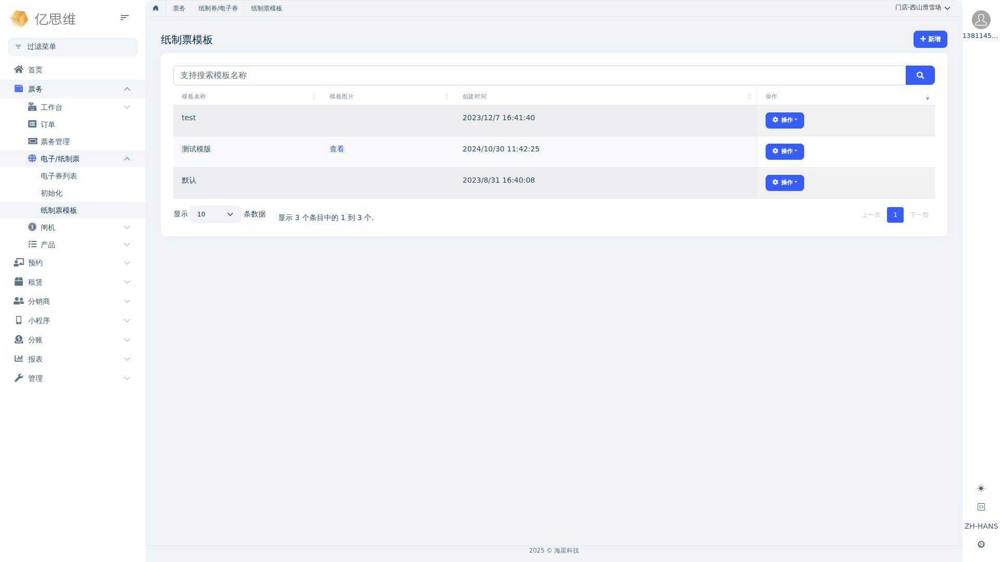 亿思维
过滤菜单
首页
票务
工作台
订单
票务管理
电子/纸制票
电子券列表
初始化
纸制票模板
闸机
产品
预约
租赁
分销商
小程序
分账
报表
管理
票务 纸制券/电子券 纸制票模板
门店-西山滑雪场
1381145...
纸制票模板
新增
支持搜索模板名称
模板名称 模板图片 创建时间 操作
test 2023/12/7 16:41:40 操作
测试模版 查看 2024/10/30 11:42:25 操作
默认 2023/8/31 16:40:08 操作
显示 10 条数据 显示 3 个条目中的 1 到 3 个.
上一页 1 下一页
ZH-HANS
2025 © 海星科技